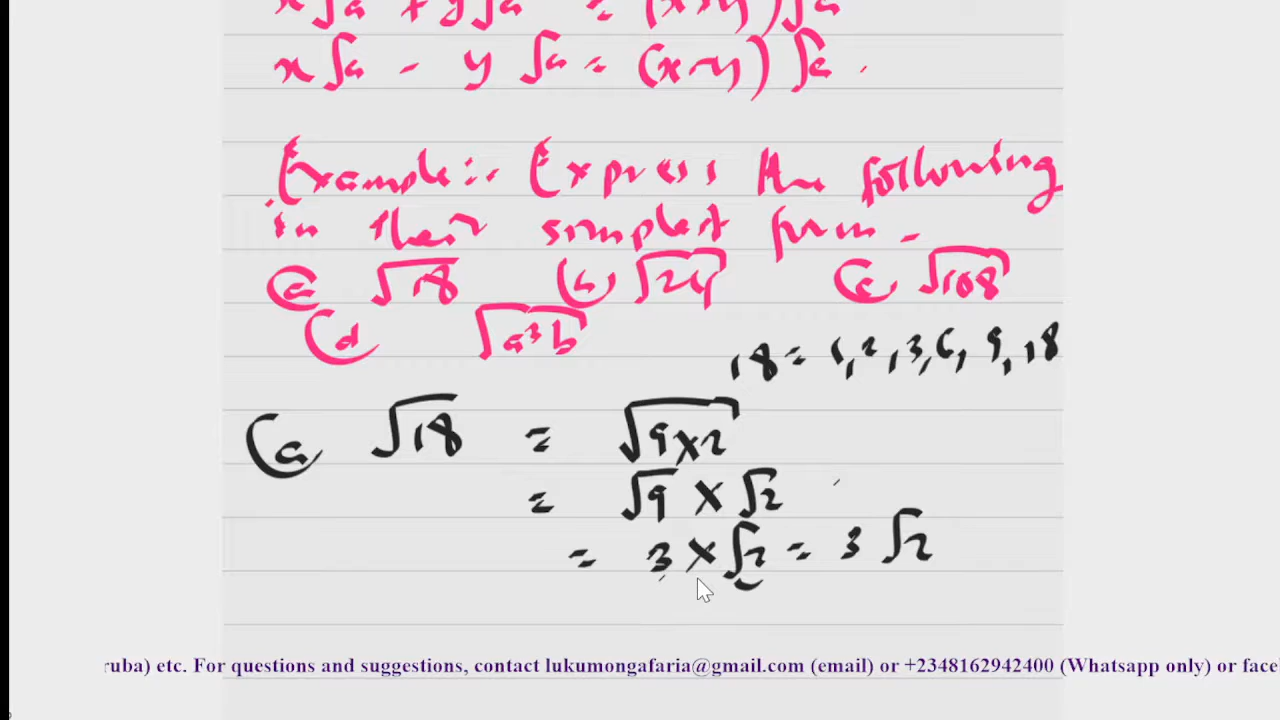 x√a + y√a = (x+y)√a
x√a - y√a = (x-y)√a.
Example:- Express the following
in their simplest form.
(a) √18 (b) √24 (c) √108
(d) √a³b
18 = 1, 2, 3, 6, 9, 18
(a) √18 = √9×2
= √9 × √2
= 3 × √2 = 3√2
ruba) etc. For questions and suggestions, contact lukumongafaria@gmail.com (email) or +2348162942400 (Whatsapp only) or face